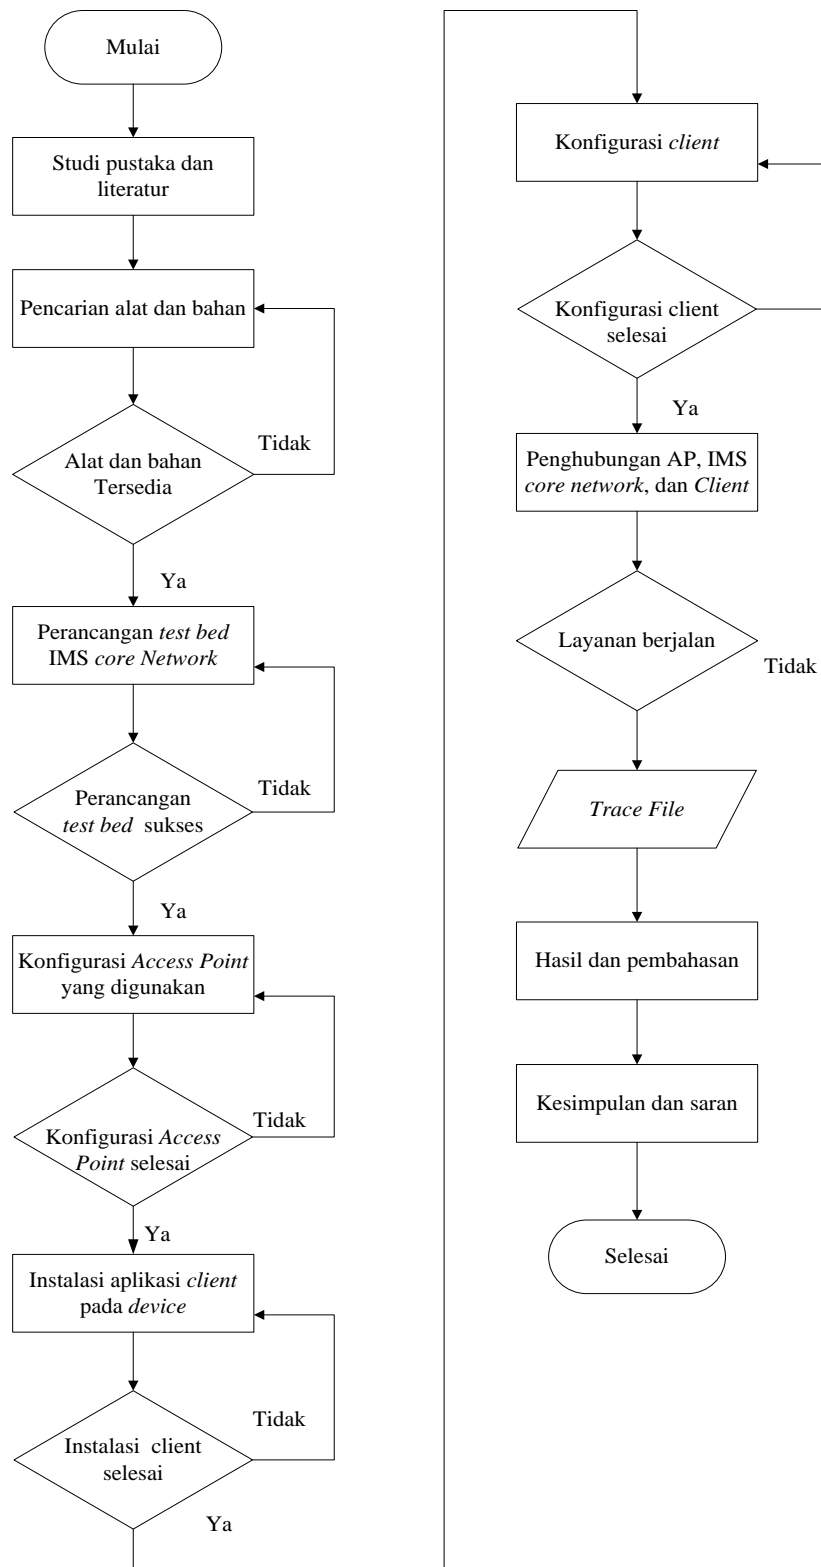 Mulai
Studi pustaka dan
literatur
Pencarian alat dan bahan
Tidak
Alat dan bahan
Tersedia
Ya
Perancangan test bed
IMS core Network
Tidak
Perancangan
test bed sukses
Ya
Konfigurasi Access Point
yang digunakan
Tidak
Konfigurasi Access
Point selesai
Ya
Instalasi aplikasi client
pada device
Tidak
Instalasi client
selesai
Ya
Konfigurasi client
Konfigurasi client
selesai
Ya
Penghubungan AP, IMS
core network, dan Client
Layanan berjalan
Tidak
Trace File
Hasil dan pembahasan
Kesimpulan dan saran
Selesai